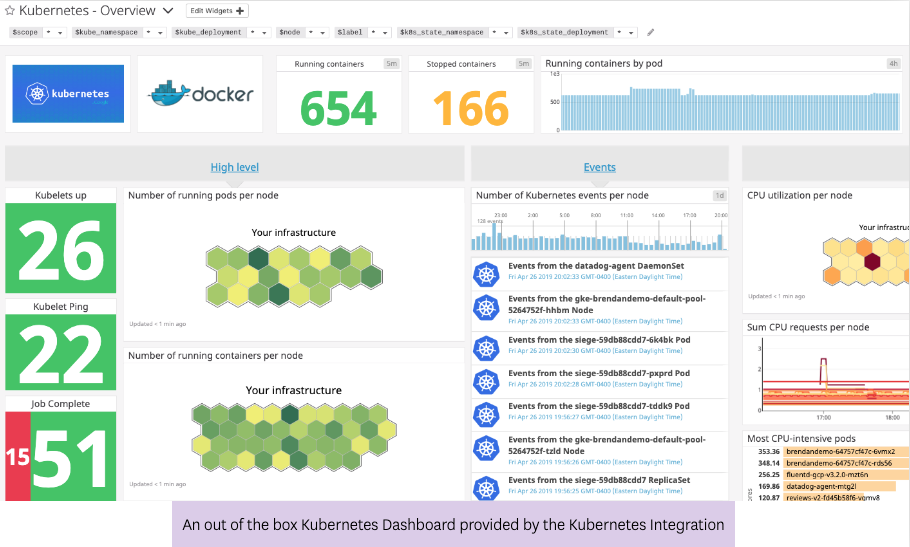 Kubernetes - Overview
Edit Widgets +
$scope * $kube_namespace * $kube_deployment * $node * $label * $k8s_state_namespace * $k8s_state_deployment *
kubernetes
docker
Running containers 5m
654
Stopped containers 5m
166
Running containers by pod 4h
143
500
0
High level
Events
Kubelets up
26
Kubelet Ping
22
Job Complete
15 51
Number of running pods per node
Your infrastructure
Updated < 1 min ago
Number of running containers per node
Your infrastructure
Updated < 1 min ago
Number of Kubernetes events per node 1d
23:00 2:00 5:00 8:00 11:00 14:00 17:00 20:00
128 events
Events from the datadog-agent DaemonSet
Fri Apr 26 2019 20:02:33 GMT-0400 (Eastern Daylight Time)
Events from the gke-brendandemo-default-pool-
5264752f-hhbm Node
Fri Apr 26 2019 20:02:33 GMT-0400 (Eastern Daylight Time)
Events from the siege-59db88cdd7-6k4bk Pod
Fri Apr 26 2019 20:02:30 GMT-0400 (Eastern Daylight Time)
Events from the siege-59db88cdd7-pxprd Pod
Fri Apr 26 2019 20:02:28 GMT-0400 (Eastern Daylight Time)
Events from the siege-59db88cdd7-tddk9 Pod
Fri Apr 26 2019 19:56:27 GMT-0400 (Eastern Daylight Time)
Events from the gke-brendandemo-default-pool-
5264752f-tzld Node
Fri Apr 26 2019 19:56:26 GMT-0400 (Eastern Daylight Time)
Events from the siege-59db88cdd7 ReplicaSet
Fri Apr 26 2019 19:56:25 GMT-0400 (Eastern Daylight Time)
CPU utilization per node
Your infrastruc
Updated < 1 min ago
Sum CPU requests per node
3
2
1
0
17:00 18:00
Most CPU-intensive pods
353.36 brendandemo-64757cf47c-6vmx2
348.14 brendandemo-64757cf47c-rds56
256.25 fluentd-gcp-v3.2.0-mzt6n
169.86 datadog-agent-mtg2l
120.87 reviews-v2-fd45b58f6-vqmv8
An out of the box Kubernetes Dashboard provided by the Kubernetes Integration